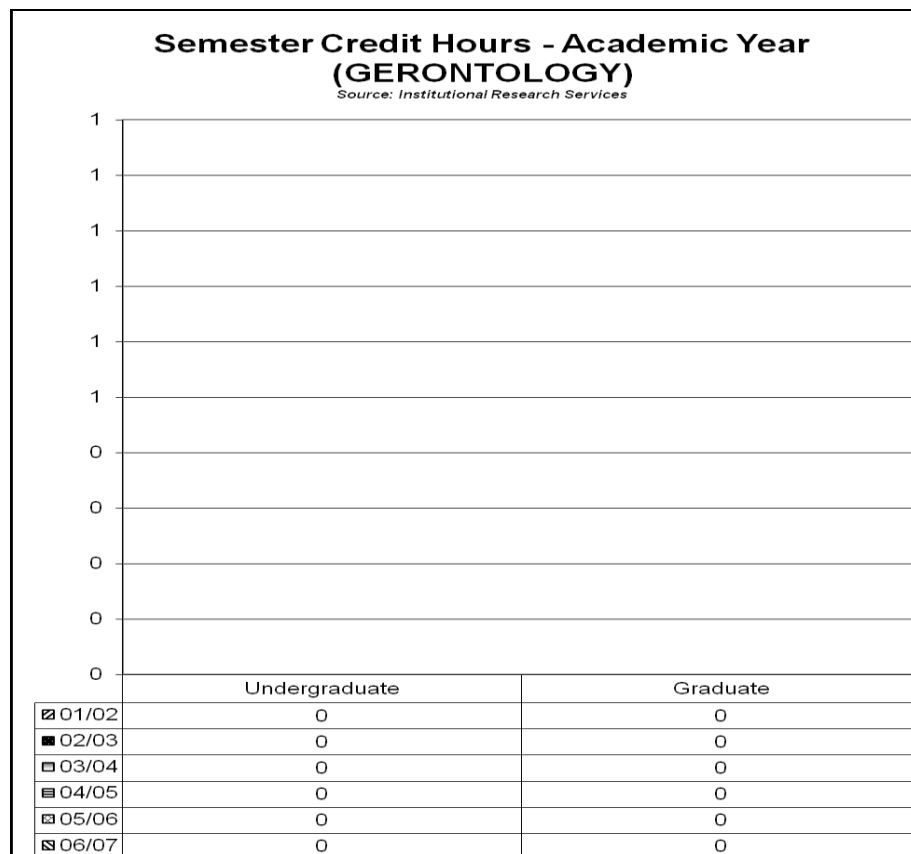 Semester Credit Hours - Academic Year
(GERONTOLOGY)
Source: Institutional Research Services
1
1
1
1
1
1
0
0
0
0
0
Undergraduate Graduate
01/02 0 0
02/03 0 0
03/04 0 0
04/05 0 0
05/06 0 0
06/07 0 0